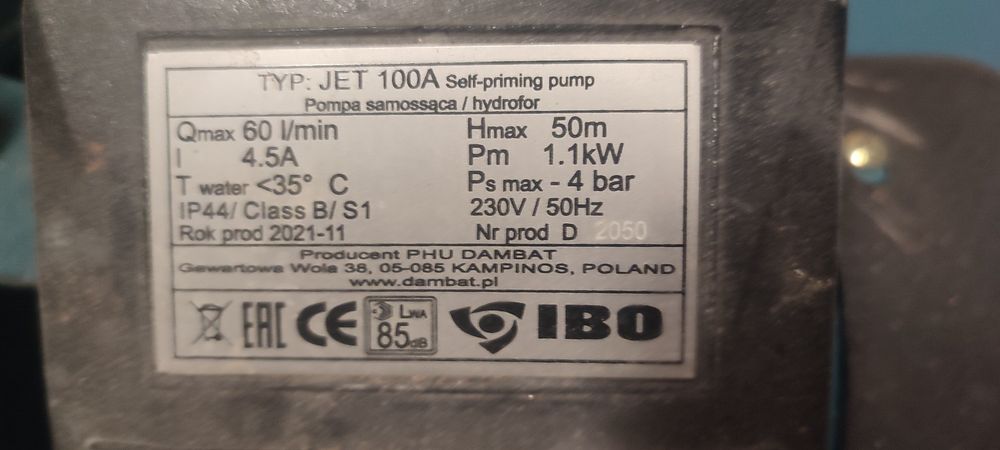 TYP: JET 100A Self-priming pump
Pompa samossąca / hydrofor
Qmax 60 l/min Hmax 50m
I 4.5A Pm 1.1kW
T water <35° C Ps max - 4 bar
IP44/ Class B/ S1 230V / 50Hz
Rok prod 2021-11 Nr prod D 2050
Producent PHU DAMBAT
Gawartowa Wola 38, 05-085 KAMPINOS, POLAND
www.dambat.pl
EAC CE LWA 85dB IBO